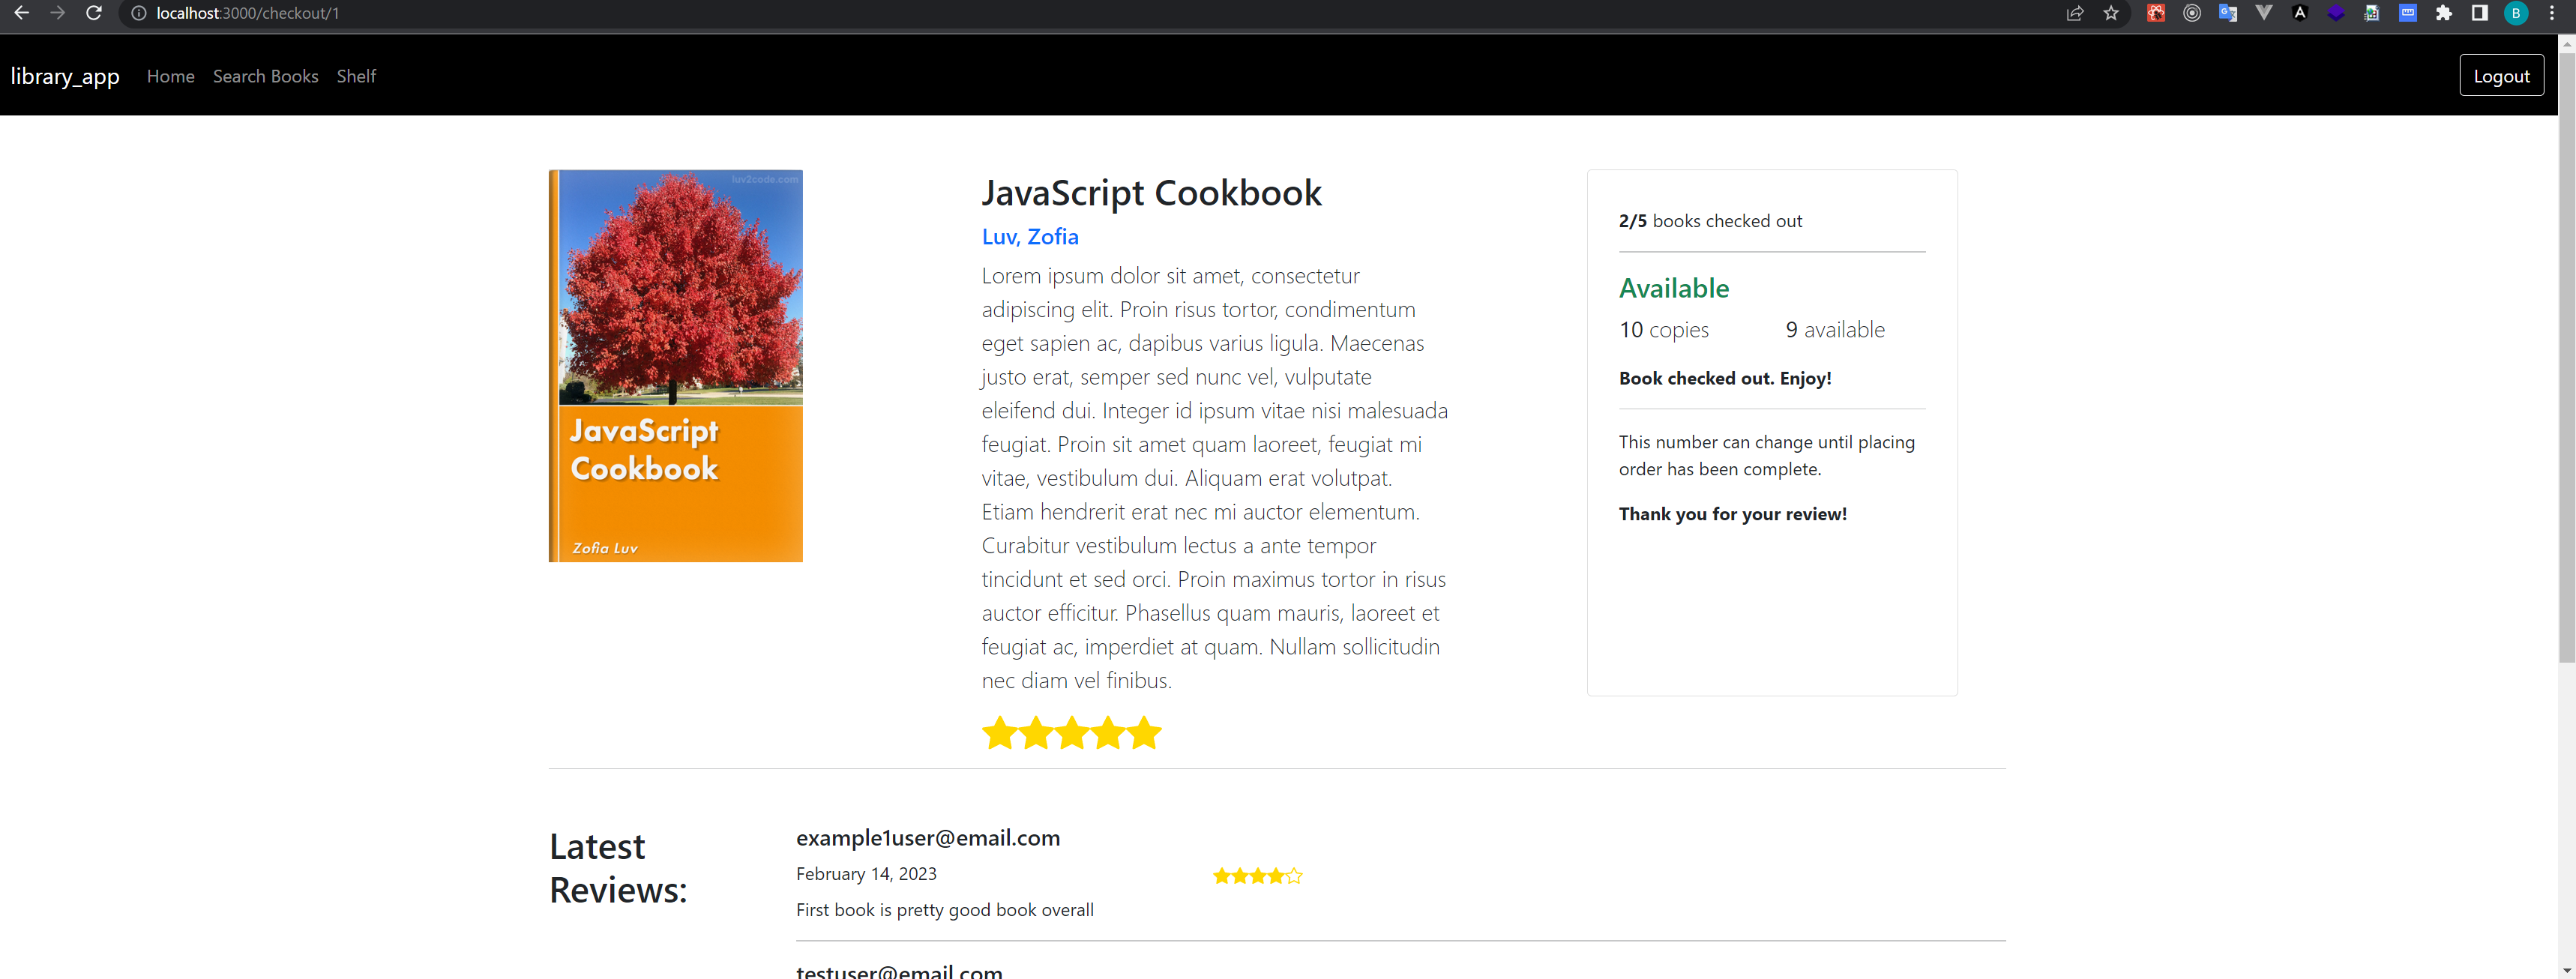 localhost:3000/checkout/1
B
library_app
Home
Search Books
Shelf
Logout
luv2code.com
JavaScript
Cookbook
Zofia Luv
JavaScript Cookbook
Luv, Zofia
Lorem ipsum dolor sit amet, consectetur
adipiscing elit. Proin risus tortor, condimentum
eget sapien ac, dapibus varius ligula. Maecenas
justo erat, semper sed nunc vel, vulputate
eleifend dui. Integer id ipsum vitae nisi malesuada
feugiat. Proin sit amet quam laoreet, feugiat mi
vitae, vestibulum dui. Aliquam erat volutpat.
Etiam hendrerit erat nec mi auctor elementum.
Curabitur vestibulum lectus a ante tempor
tincidunt et sed orci. Proin maximus tortor in risus
auctor efficitur. Phasellus quam mauris, laoreet et
feugiat ac, imperdiet at quam. Nullam sollicitudin
nec diam vel finibus.
2/5 books checked out
Available
10 copies
9 available
Book checked out. Enjoy!
This number can change until placing
order has been complete.
Thank you for your review!
Latest
Reviews:
example1user@email.com
February 14, 2023
First book is pretty good book overall
testuser@email.com